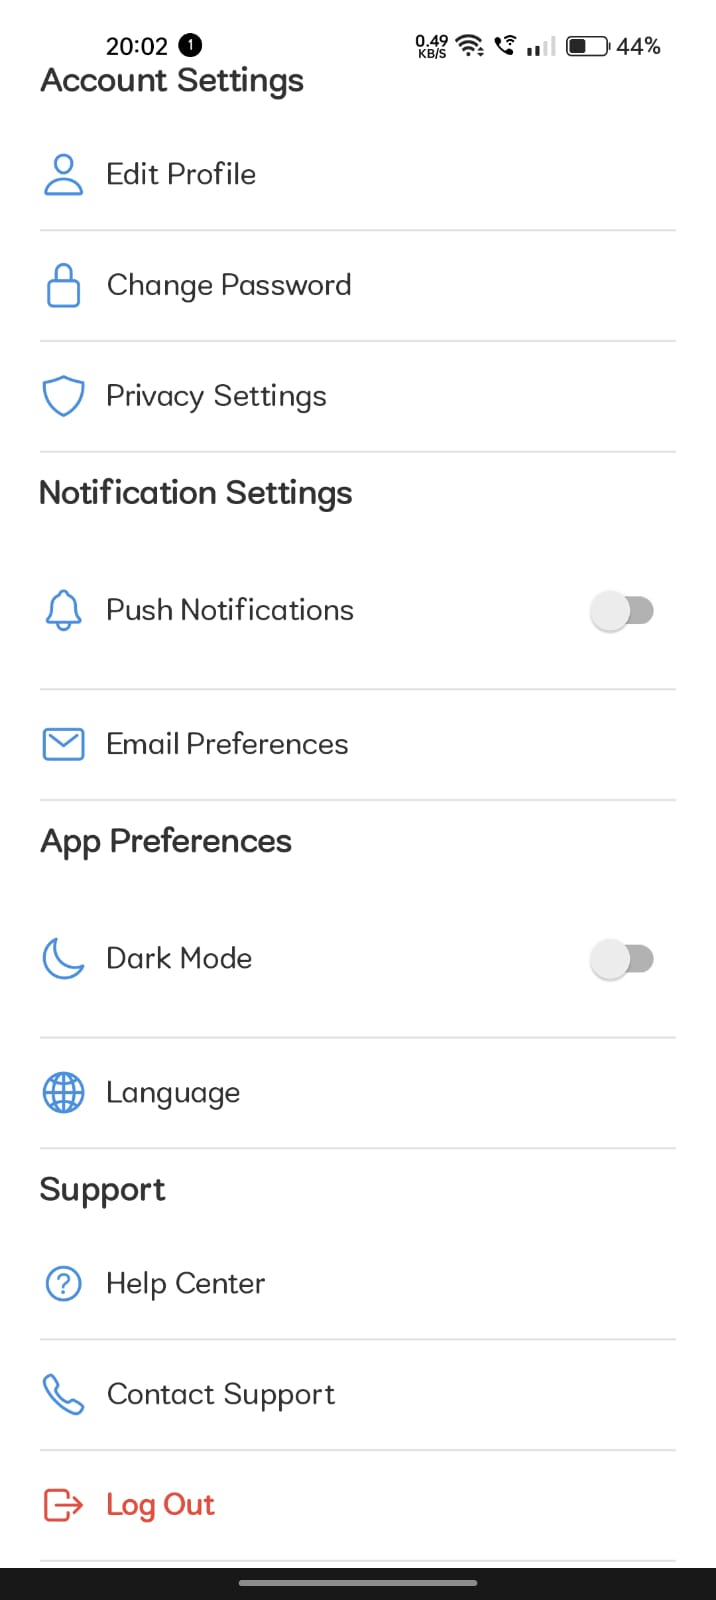 20:02 1 0.49 KB/S 44%
Account Settings
Edit Profile
Change Password
Privacy Settings
Notification Settings
Push Notifications
Email Preferences
App Preferences
Dark Mode
Language
Support
? Help Center
Contact Support
Log Out